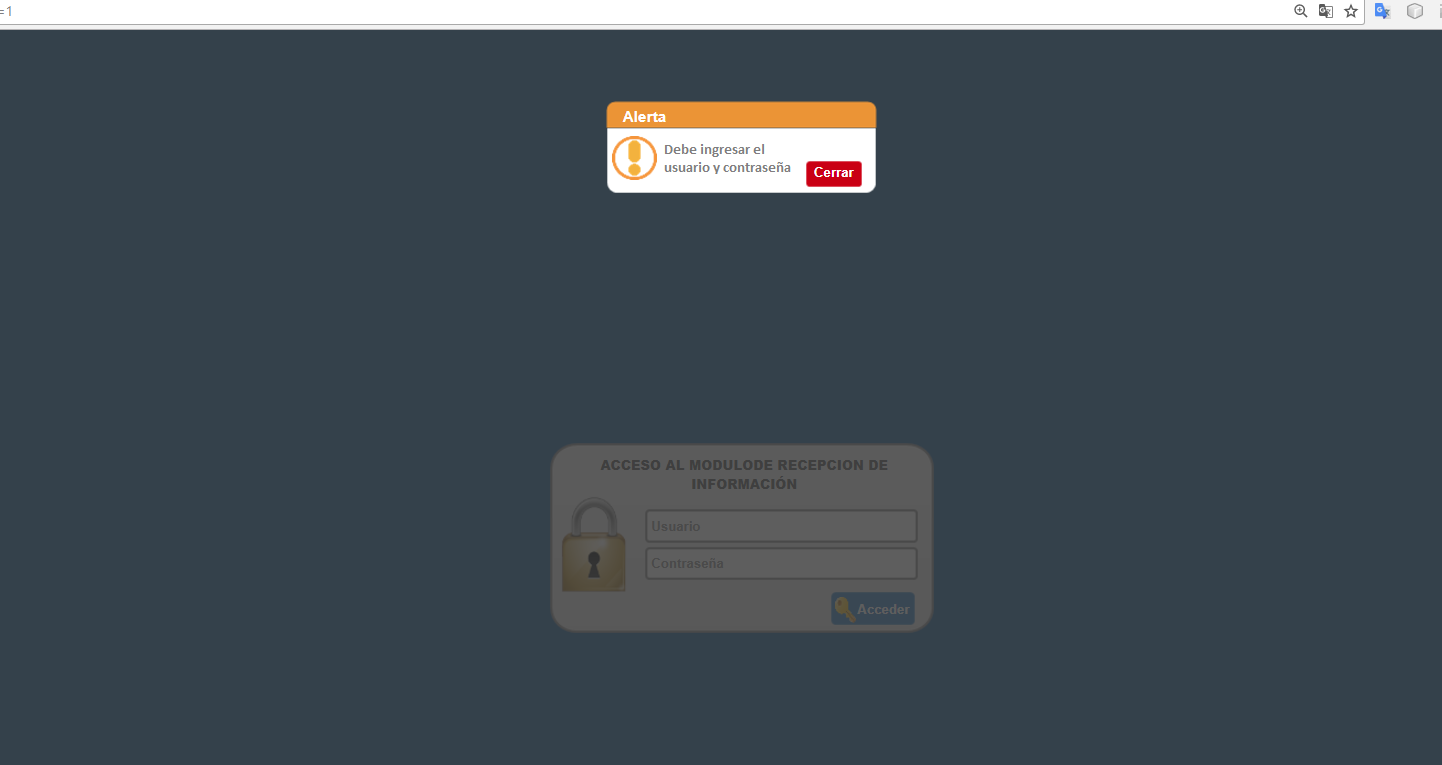 =1
Alerta
Debe ingresar el
usuario y contraseña
Cerrar
ACCESO AL MODULODE RECEPCION DE
INFORMACIÓN
Usuario
Contraseña
Acceder